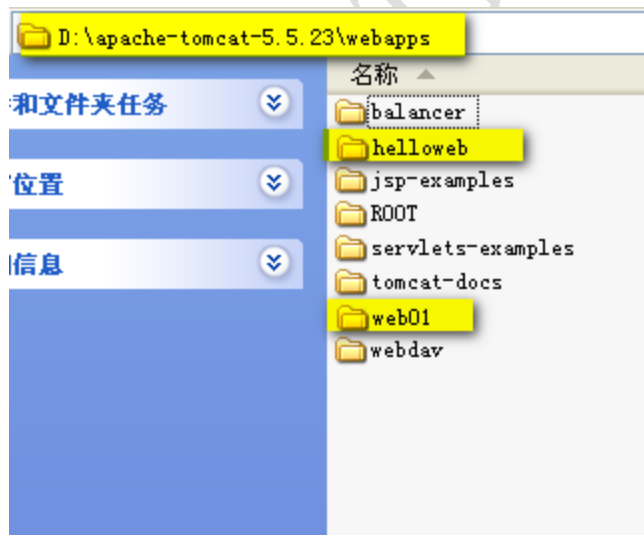 D:\apache-tomcat-5.5.23\webapps
名称
和文件夹任务
位置
信息
balancer
helloweb
jsp-examples
ROOT
servlets-examples
tomcat-docs
web01
webdav